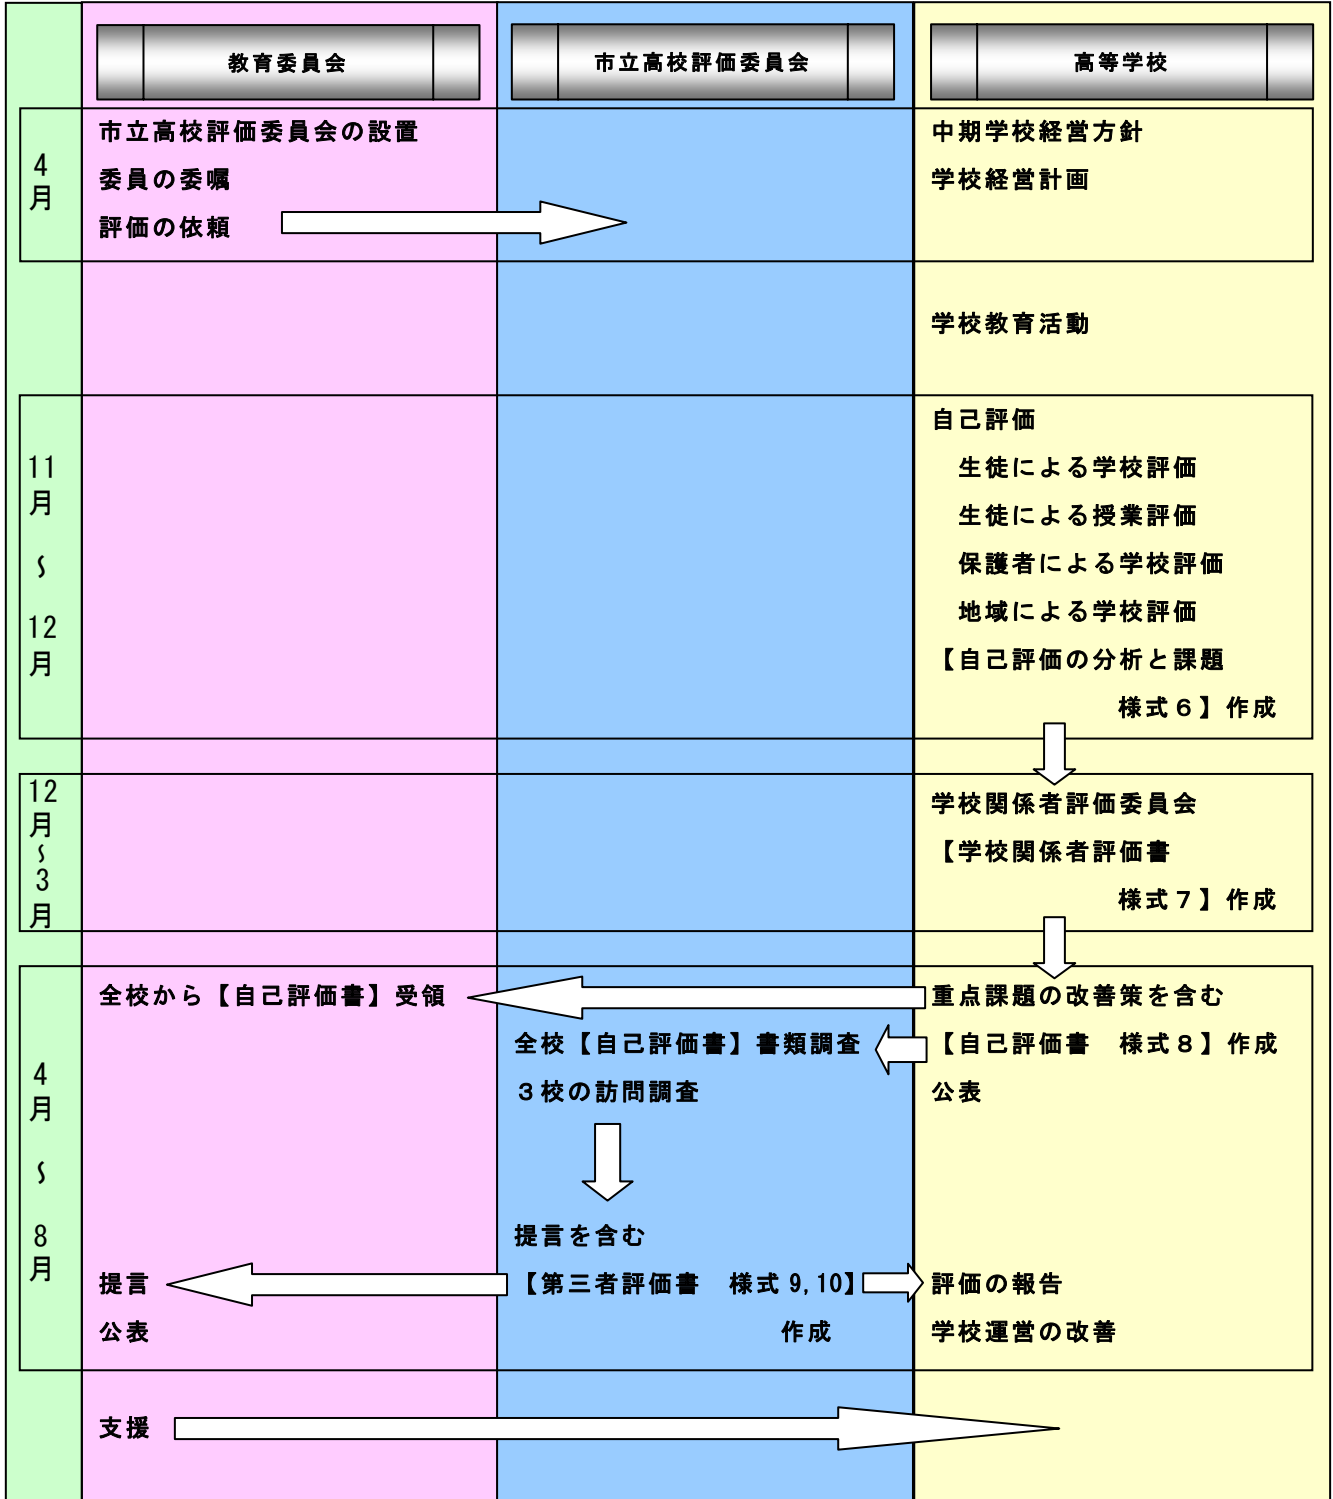 教育委員会
市立高校評価委員会
高等学校
4
月
市立高校評価委員会の設置
委員の委嘱
評価の依頼
中期学校経営方針
学校経営計画
学校教育活動
11
月
～
12
月
自己評価
生徒による学校評価
生徒による授業評価
保護者による学校評価
地域による学校評価
【自己評価の分析と課題
様式６】作成
12
月
～
3
月
学校関係者評価委員会
【学校関係者評価書
様式７】作成
4
月
～
8
月
全校から【自己評価書】受領
重点課題の改善策を含む
全校【自己評価書】書類調査
【自己評価書　様式８】作成
３校の訪問調査
公表
提言を含む
提言
【第三者評価書　様式 9,10】
評価の報告
公表
作成
学校運営の改善
支援